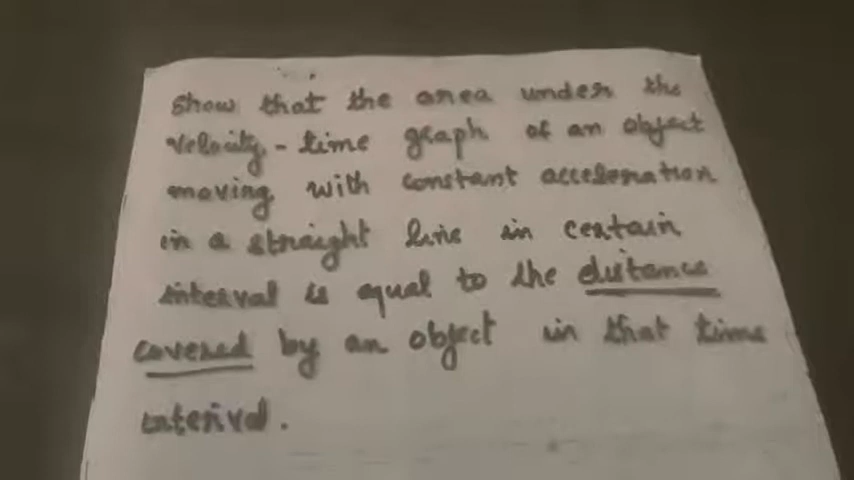 Show that the area under the
velocity - time graph of an object
moving with constant acceleration
in a straight line in certain
interval is equal to the distance
covered by an object in that time
interval.